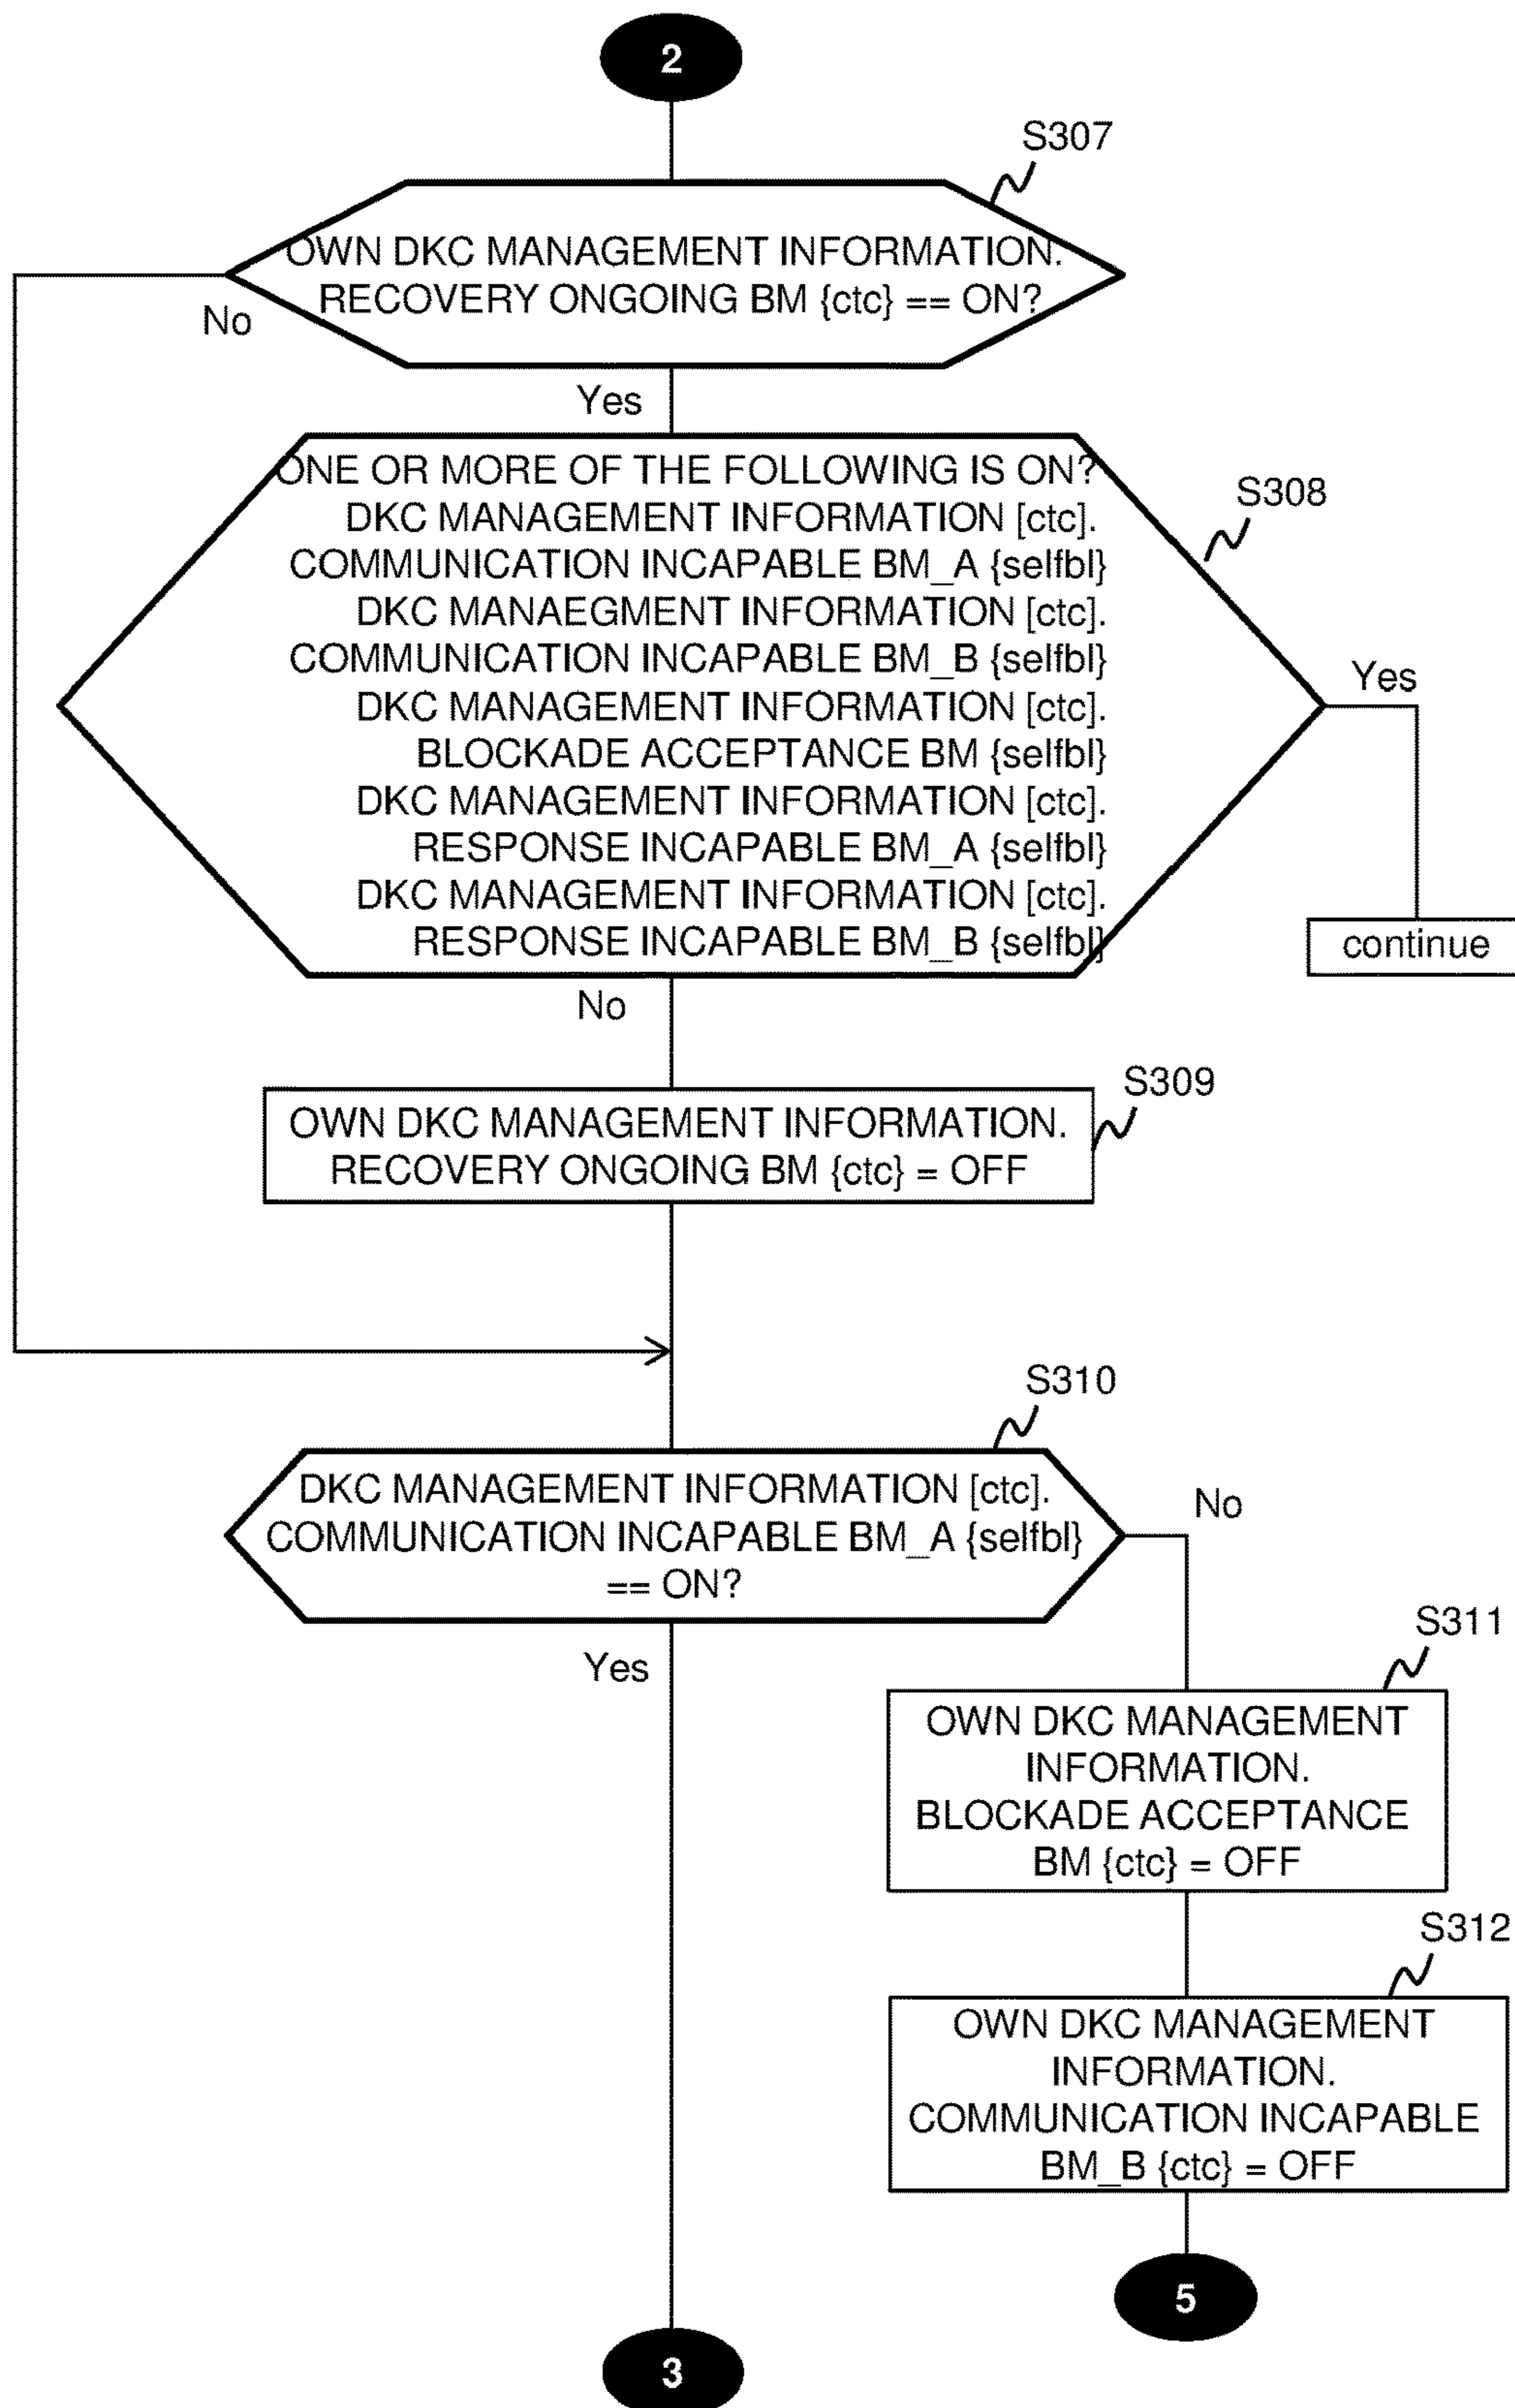 2
S307
OWN DKC MANAGEMENT INFORMATION.
RECOVERY ONGOING BM {ctc} == ON?
No
Yes
ONE OR MORE OF THE FOLLOWING IS ON?
DKC MANAGEMENT INFORMATION [ctc].
COMMUNICATION INCAPABLE BM_A {selfbl}
DKC MANAEGMENT INFORMATION [ctc].
COMMUNICATION INCAPABLE BM_B {selfbl}
DKC MANAGEMENT INFORMATION [ctc].
BLOCKADE ACCEPTANCE BM {selfbl}
DKC MANAGEMENT INFORMATION [ctc].
RESPONSE INCAPABLE BM_A {selfbl}
DKC MANAGEMENT INFORMATION [ctc].
RESPONSE INCAPABLE BM_B {selfbl}
S308
Yes
continue
No
S309
OWN DKC MANAGEMENT INFORMATION.
RECOVERY ONGOING BM {ctc} = OFF
S310
DKC MANAGEMENT INFORMATION [ctc].
COMMUNICATION INCAPABLE BM_A {selfbl}
== ON?
No
Yes
S311
OWN DKC MANAGEMENT
INFORMATION.
BLOCKADE ACCEPTANCE
BM {ctc} = OFF
S312
OWN DKC MANAGEMENT
INFORMATION.
COMMUNICATION INCAPABLE
BM_B {ctc} = OFF
5
3